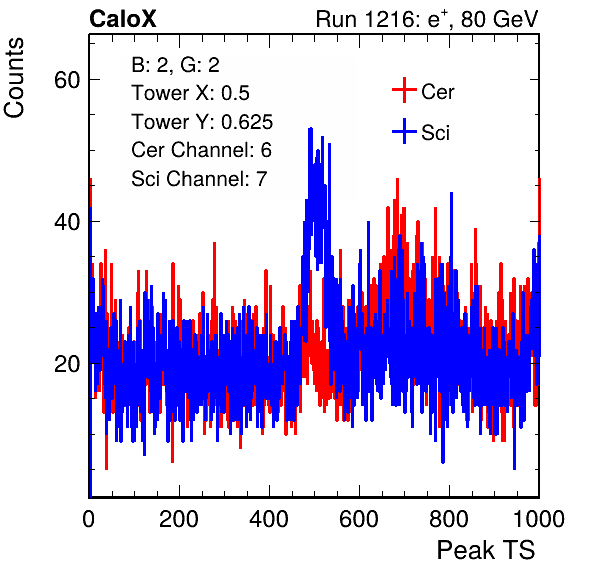 CaloX Run 1216: e⁺, 80 GeV
B: 2, G: 2
Tower X: 0.5
Tower Y: 0.625
Cer Channel: 6
Sci Channel: 7
Cer
Sci
Counts
60
40
20
0 200 400 600 800 1000
Peak TS